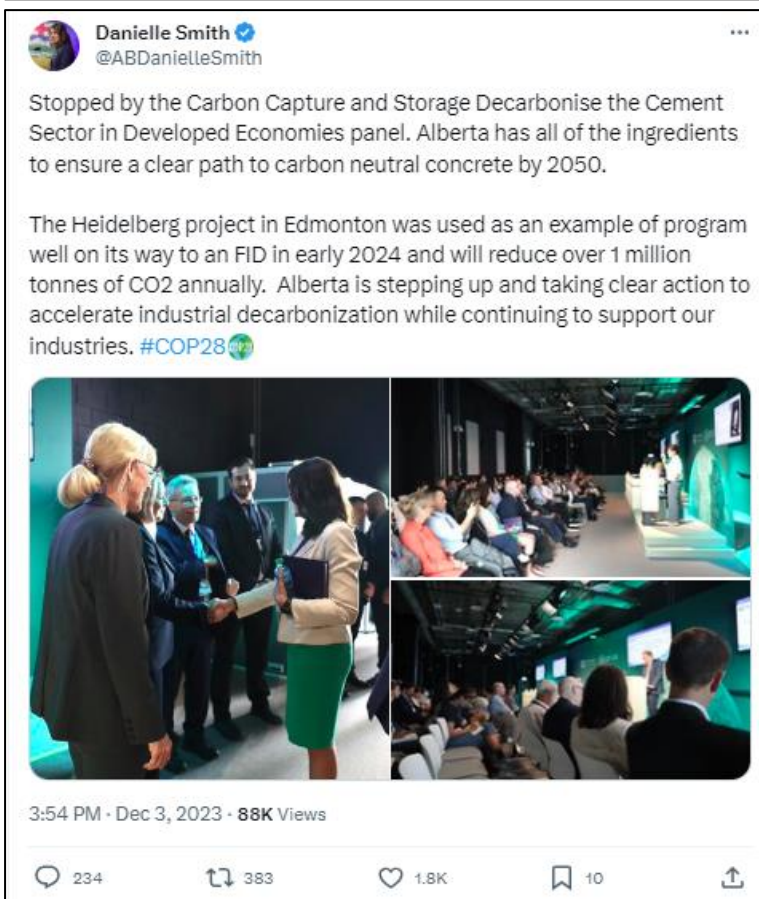 Danielle Smith
@ABDanielleSmith
Stopped by the Carbon Capture and Storage Decarbonise the Cement
Sector in Developed Economies panel. Alberta has all of the ingredients
to ensure a clear path to carbon neutral concrete by 2050.
The Heidelberg project in Edmonton was used as an example of program
well on its way to an FID in early 2024 and will reduce over 1 million
tonnes of CO2 annually.  Alberta is stepping up and taking clear action to
accelerate industrial decarbonization while continuing to support our
industries. #COP28
3:54 PM · Dec 3, 2023 · 88K Views
234 383 1.8K 10